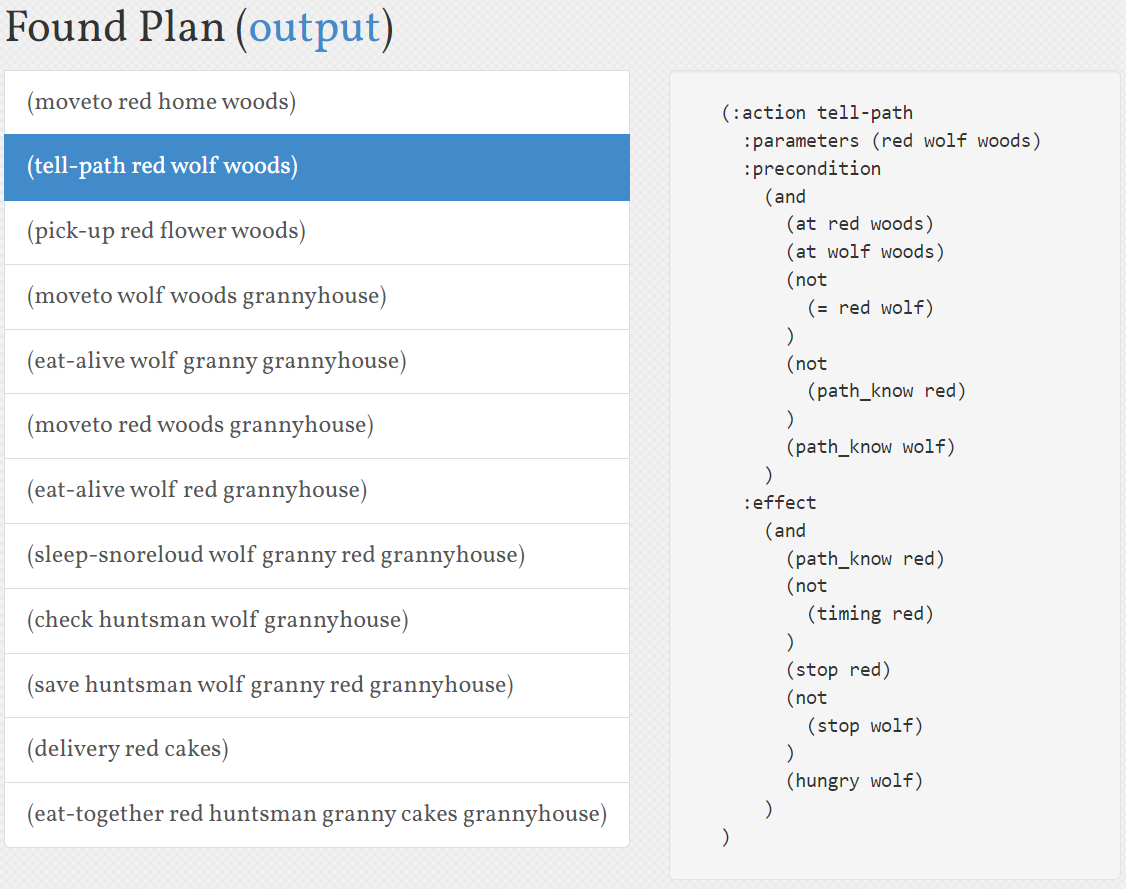 Found Plan (output)
(moveto red home woods)
(tell-path red wolf woods)
(pick-up red flower woods)
(moveto wolf woods grannyhouse)
(eat-alive wolf granny grannyhouse)
(moveto red woods grannyhouse)
(eat-alive wolf red grannyhouse)
(sleep-snoreloud wolf granny red grannyhouse)
(check huntsman wolf grannyhouse)
(save huntsman wolf granny red grannyhouse)
(delivery red cakes)
(eat-together red huntsman granny cakes grannyhouse)
(:action tell-path
:parameters (red wolf woods)
:precondition
(and
(at red woods)
(at wolf woods)
(not
(= red wolf)
)
(not
(path_know red)
)
(path_know wolf)
)
:effect
(and
(path_know red)
(not
(timing red)
)
(stop red)
(not
(stop wolf)
)
(hungry wolf)
)
)